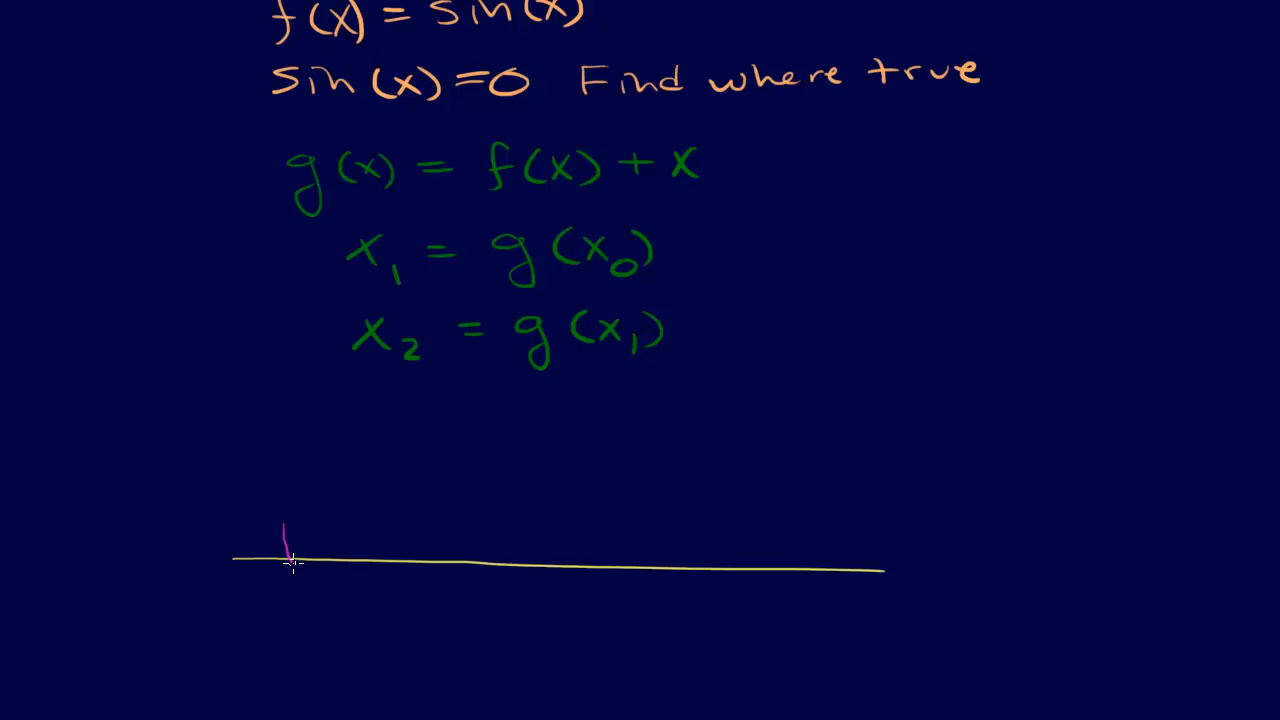 f(x) = sin(x)
sin(x)=0 Find where true
g(x) = f(x) + x
x₁ = g(x₀)
x₂ = g(x₁)